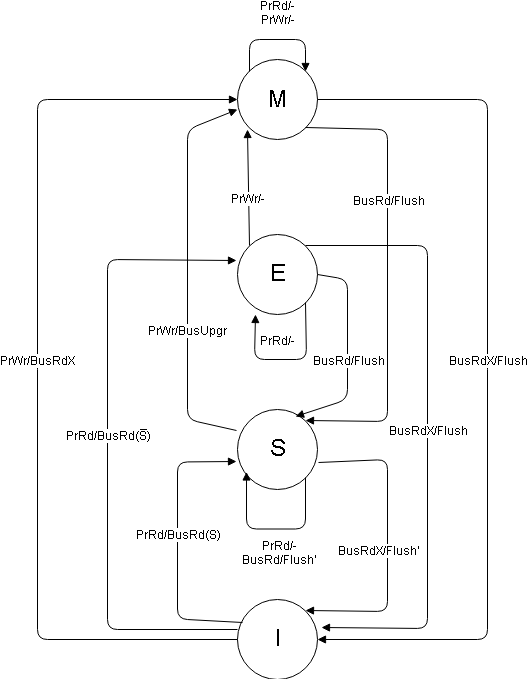 PrRd/-
PrWr/-
M
PrWr/-
BusRd/Flush
E
PrWr/BusUpgr
PrRd/-
BusRd/Flush
PrWr/BusRdX
BusRdX/Flush
PrRd/BusRd(S̅)
BusRdX/Flush
S
PrRd/BusRd(S)
PrRd/-
BusRd/Flush'
BusRdX/Flush'
I